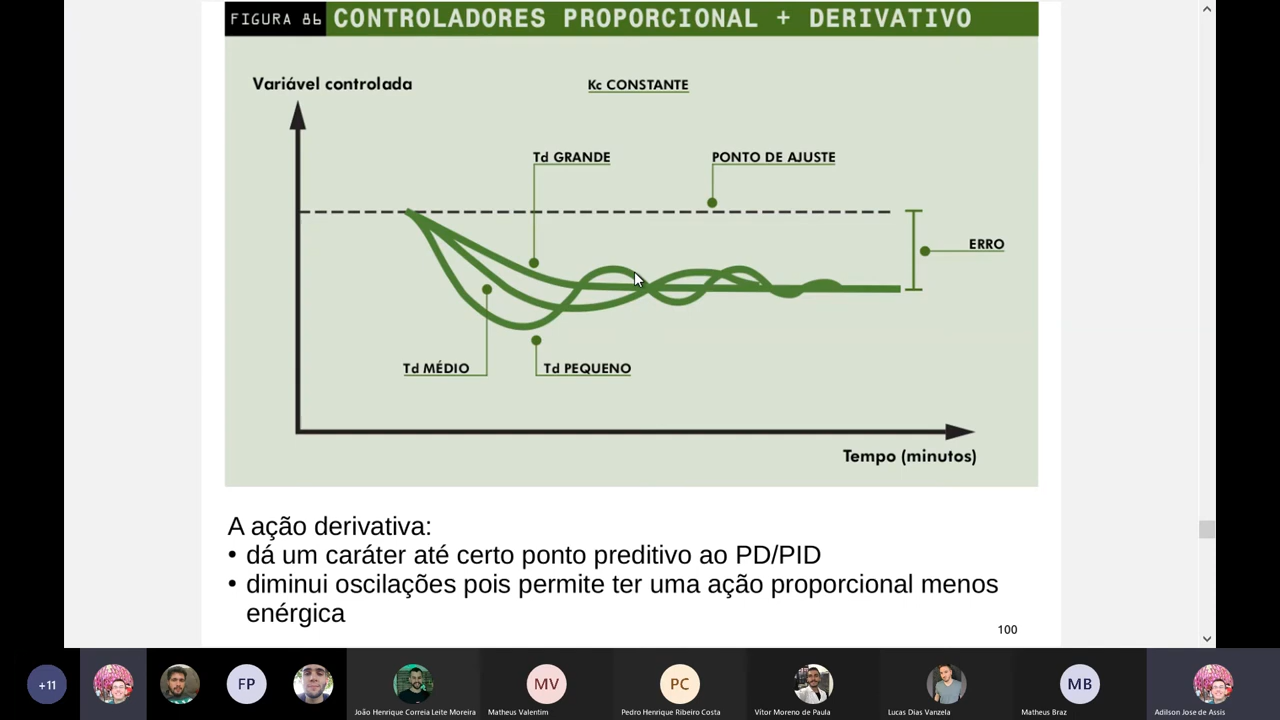 FIGURA 86 CONTROLADORES PROPORCIONAL + DERIVATIVO
Variável controlada
Kc CONSTANTE
Td GRANDE
PONTO DE AJUSTE
ERRO
Td MÉDIO
Td PEQUENO
Tempo (minutos)
A ação derivativa:
• dá um caráter até certo ponto preditivo ao PD/PID
• diminui oscilações pois permite ter uma ação proporcional menos
enérgica
100
+11
FP
MV
PC
MB
João Henrique Correia Leite Moreira
Matheus Valentim
Pedro Henrique Ribeiro Costa
Vítor Moreno de Paula
Lucas Dias Vanzela
Matheus Braz
Adilson Jose de Assis